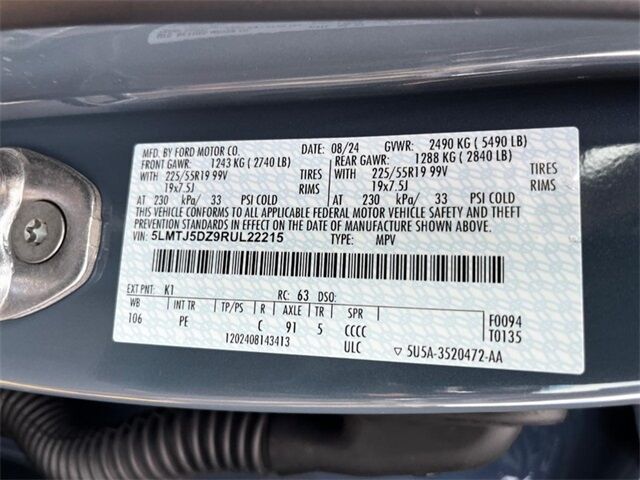 MFD. BY FORD MOTOR CO. DATE: 08/24 GVWR: 2490 KG ( 5490 LB)
FRONT GAWR: 1243 KG ( 2740 LB) REAR GAWR: 1288 KG ( 2840 LB)
WITH 225/55R19 99V TIRES WITH 225/55R19 99V TIRES
19x7.5J RIMS 19x7.5J RIMS
AT 230 kPa/ 33 PSI COLD AT 230 kPa/ 33 PSI COLD
THIS VEHICLE CONFORMS TO ALL APPLICABLE FEDERAL MOTOR VEHICLE SAFETY AND THEFT
PREVENTION STANDARDS IN EFFECT ON THE DATE OF MANUFACTURE SHOWN ABOVE.
VIN: 5LMTJ5DZ9RUL22215 TYPE: MPV
EXT PNT: K1 RC: 63 DSO:
WB INT TR TP/PS R AXLE TR SPR F0094
106 PE C 91 5 CCCC T0135
1202408143413 ULC ▽ 5U5A-3520472-AA